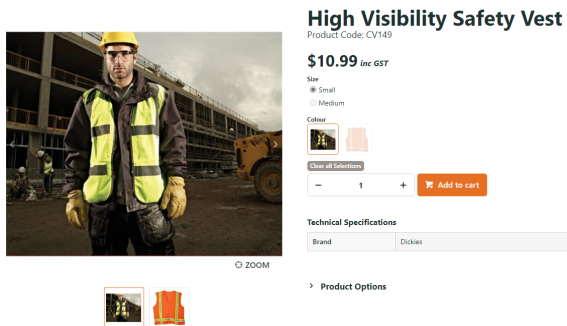 High Visibility Safety Vest
Product Code: CV149
$10.99 inc GST
Size
Small
Medium
Colour
Clear all Selections
− 1 +
Add to cart
ZOOM
Technical Specifications
Brand Dickies
Product Options